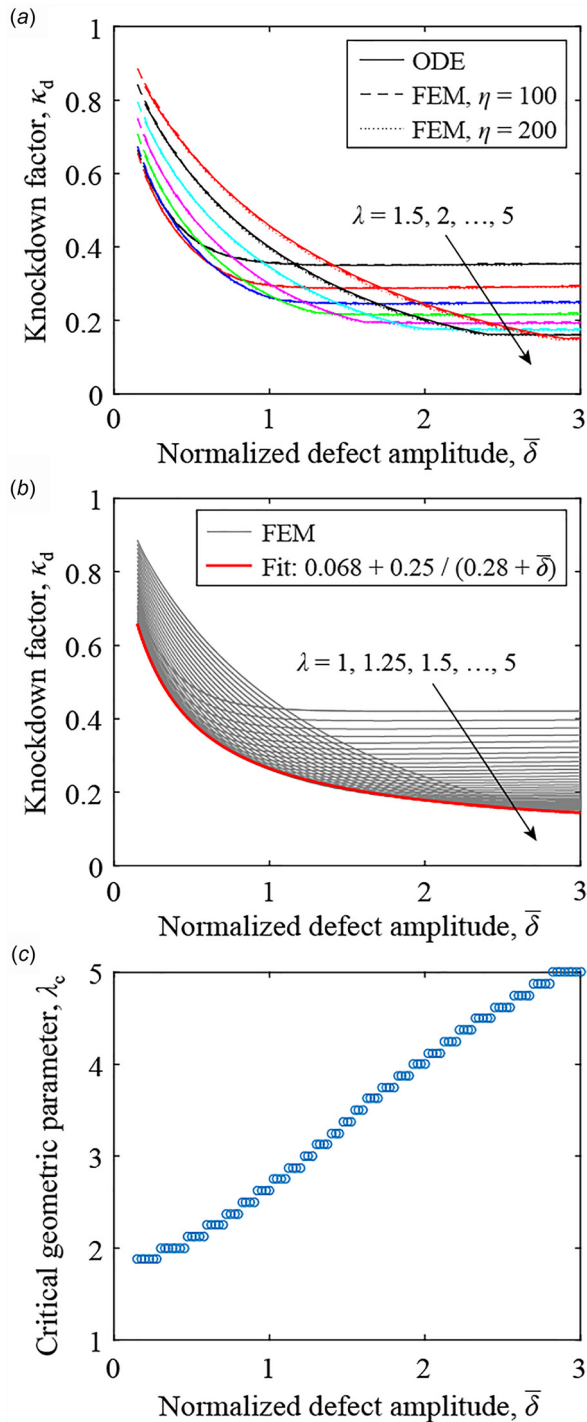 (a)
1
0.8
0.6
0.4
0.2
0
Knockdown factor, κd
ODE
FEM, η = 100
FEM, η = 200
λ = 1.5, 2, ..., 5
0 1 2 3
Normalized defect amplitude, δ̄
(b)
1
0.8
0.6
0.4
0.2
0
Knockdown factor, κd
FEM
Fit: 0.068 + 0.25 / (0.28 + δ̄)
λ = 1, 1.25, 1.5, ..., 5
0 1 2 3
Normalized defect amplitude, δ̄
(c)
5
4
3
2
1
Critical geometric parameter, λc
0 1 2 3
Normalized defect amplitude, δ̄